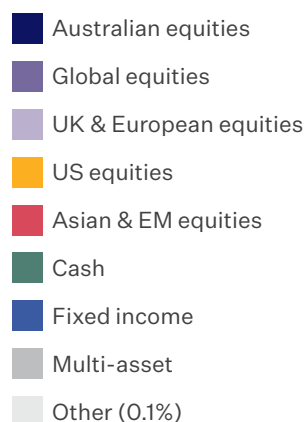 Australian equities
Global equities
UK & European equities
US equities
Asian & EM equities
Cash
Fixed income
Multi-asset
Other (0.1%)